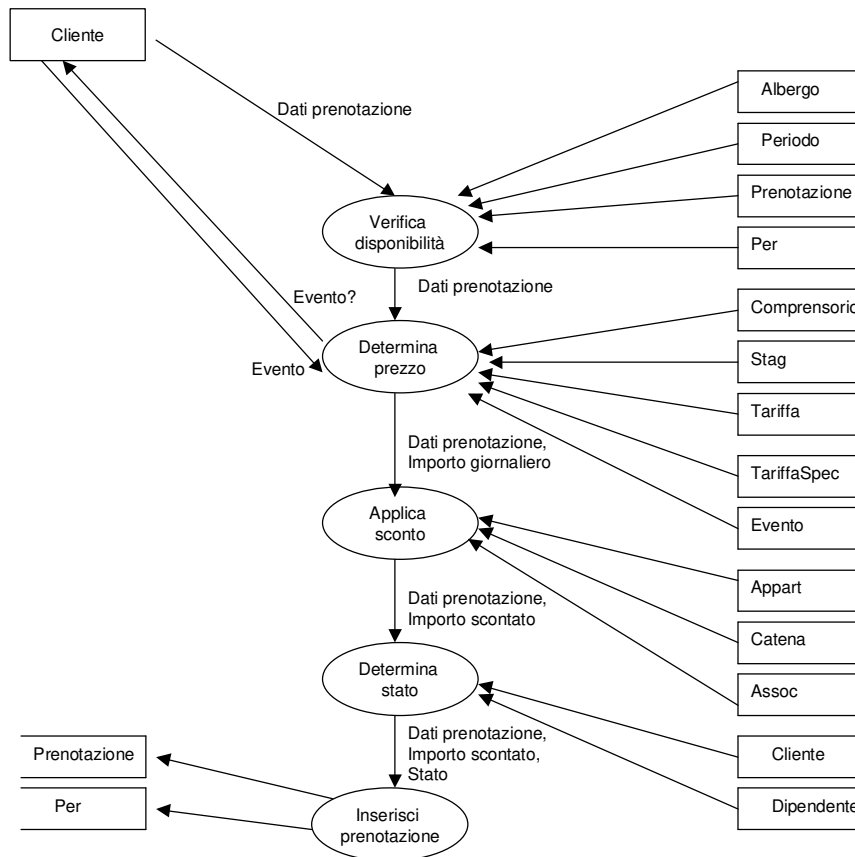 Cliente
Dati prenotazione
Albergo
Periodo
Prenotazione
Per
Verifica
disponibilità
Dati prenotazione
Evento?
Evento
Determina
prezzo
Comprensorio
Stag
Tariffa
TariffaSpec
Evento
Dati prenotazione,
Importo giornaliero
Applica
sconto
Appart
Catena
Assoc
Dati prenotazione,
Importo scontato
Determina
stato
Cliente
Dipendente
Dati prenotazione,
Importo scontato,
Stato
Prenotazione
Per
Inserisci
prenotazione